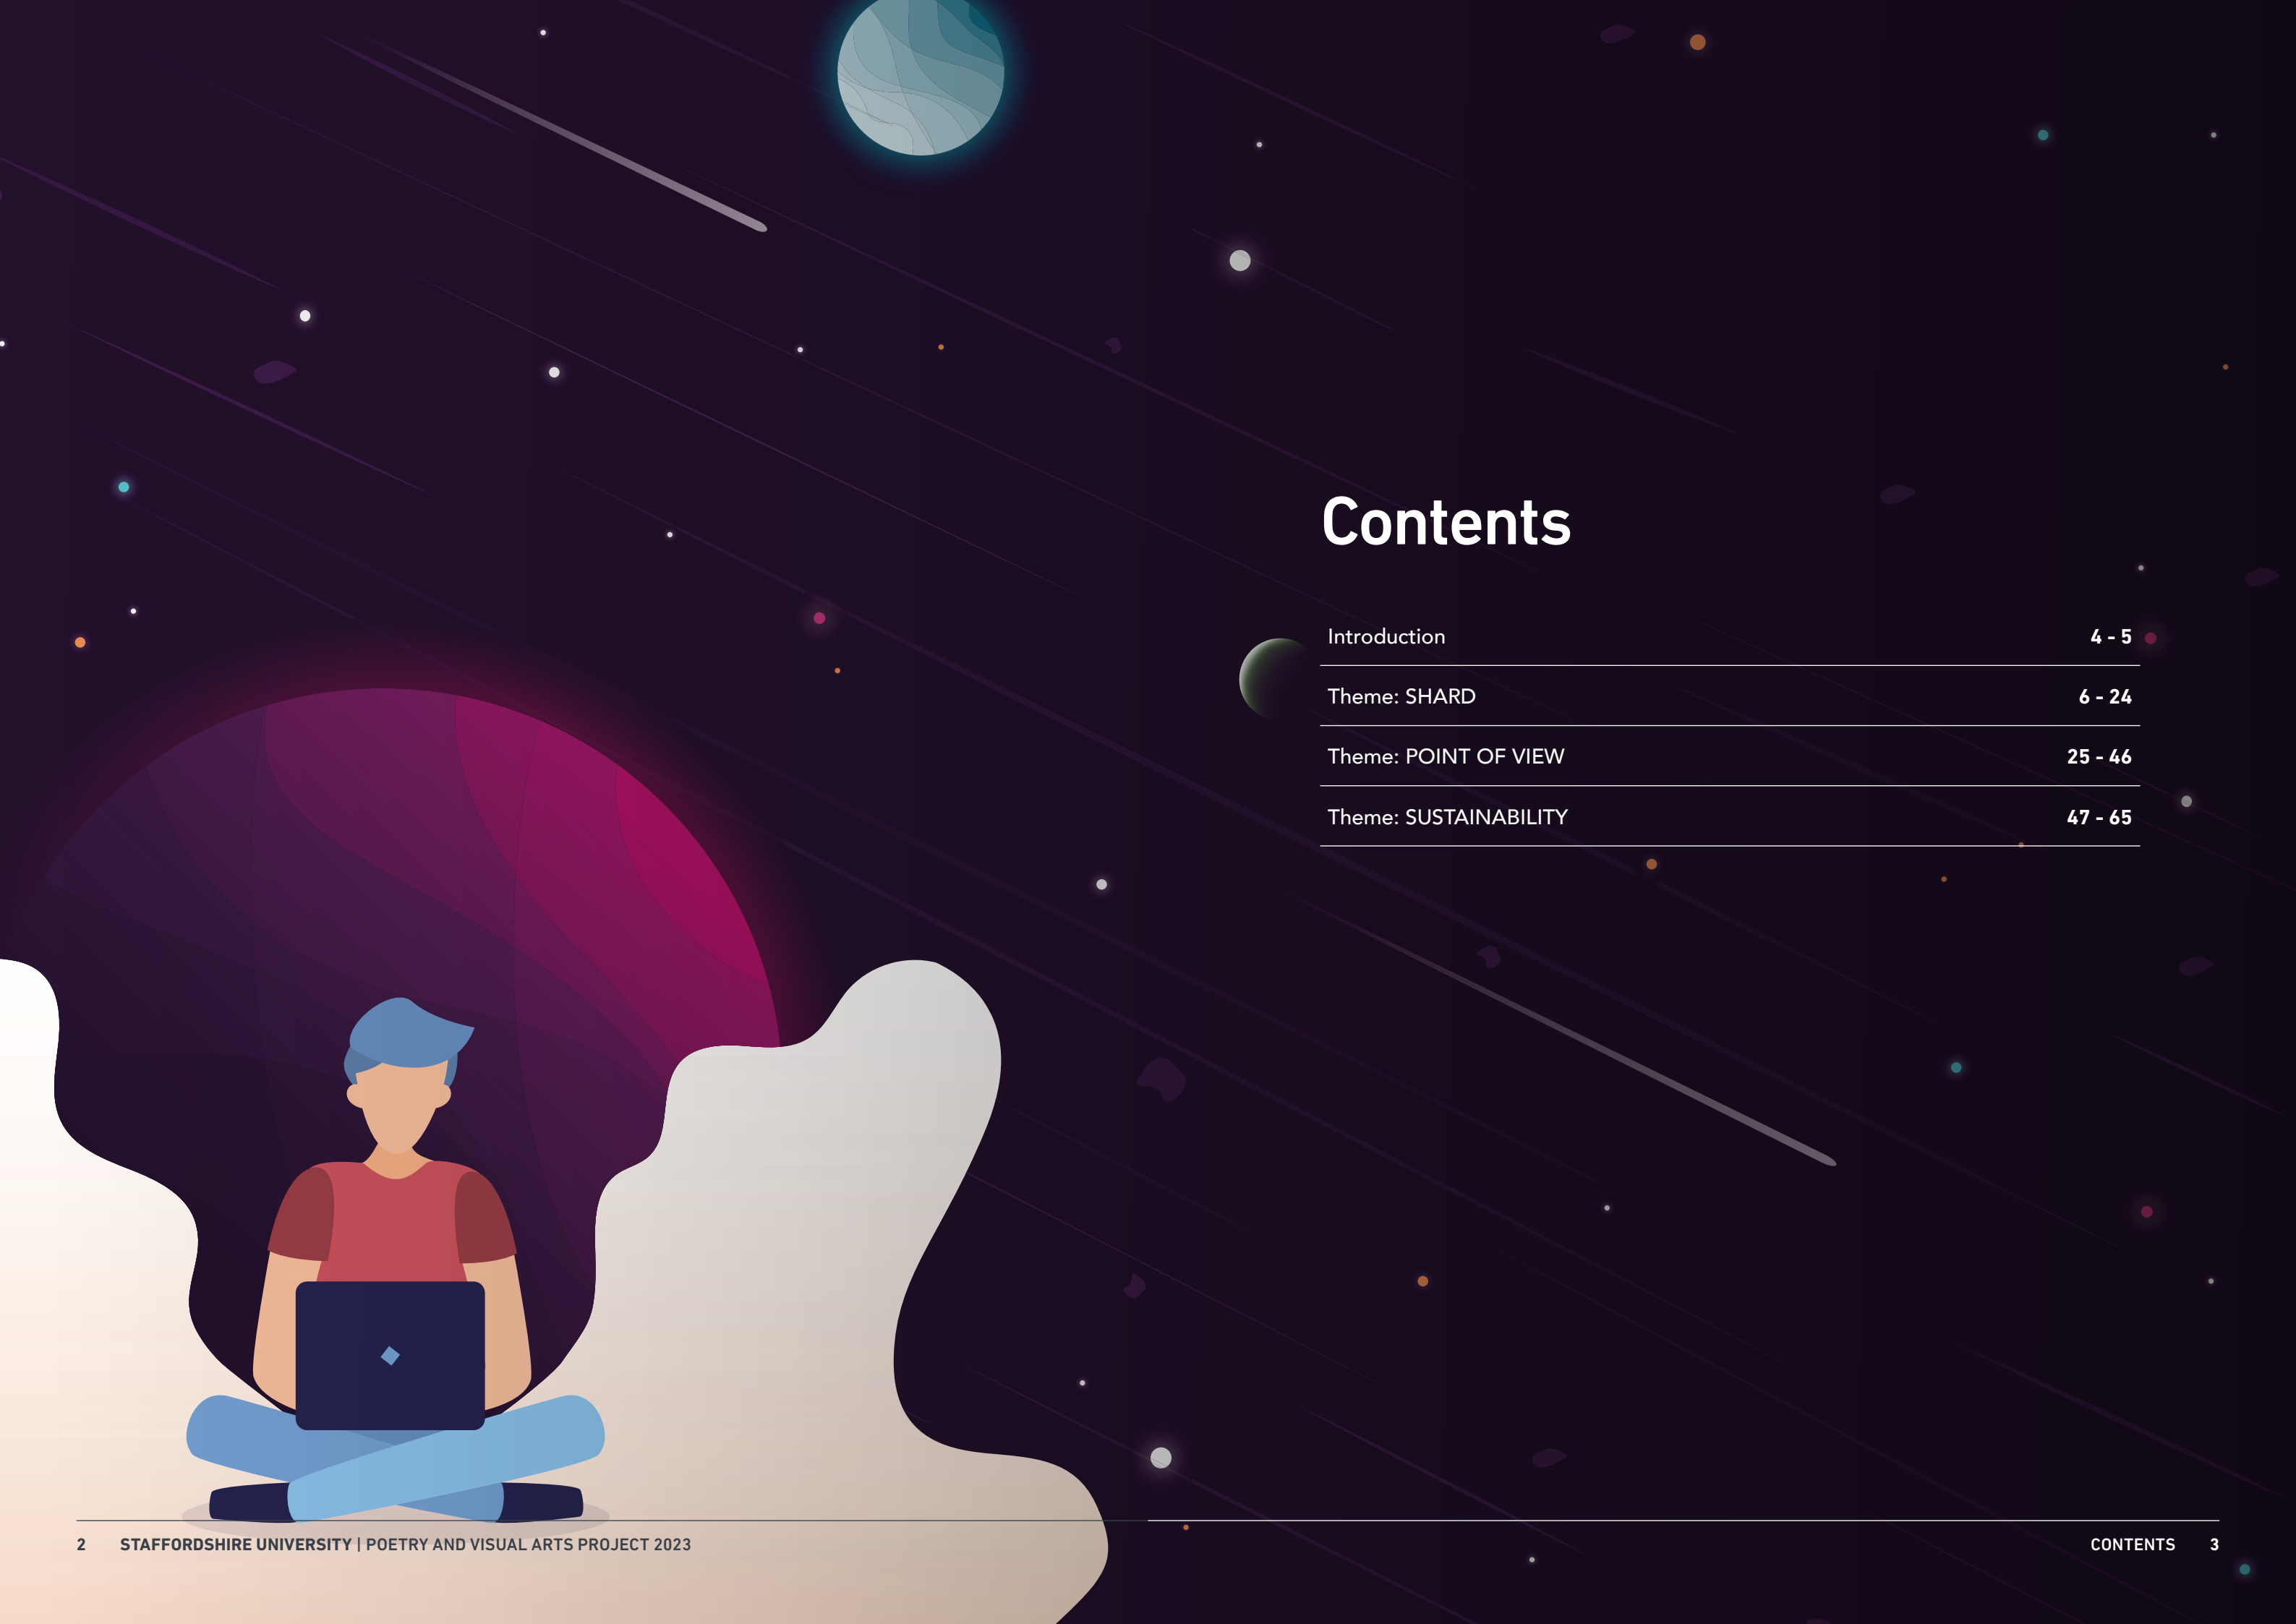 Contents
Introduction 4 - 5
Theme: SHARD 6 - 24
Theme: POINT OF VIEW 25 - 46
Theme: SUSTAINABILITY 47 - 65
2 STAFFORDSHIRE UNIVERSITY | POETRY AND VISUAL ARTS PROJECT 2023
CONTENTS 3